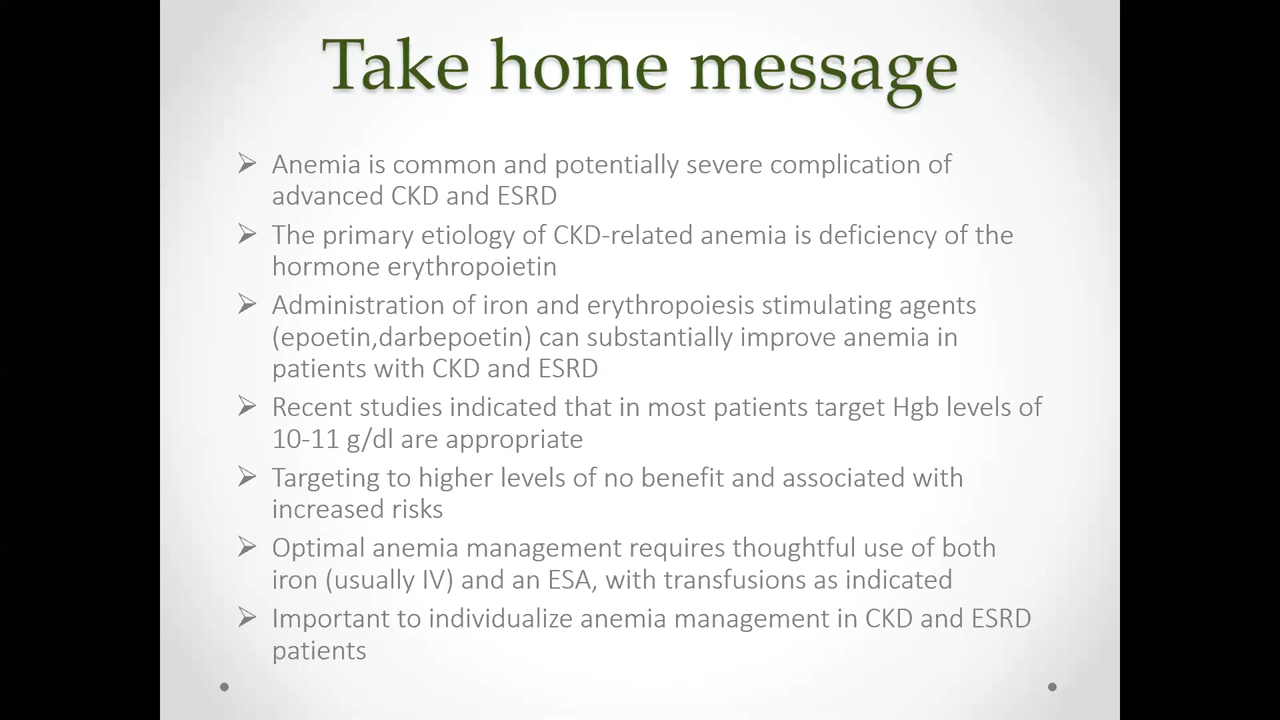 Take home message
Anemia is common and potentially severe complication of
advanced CKD and ESRD
The primary etiology of CKD-related anemia is deficiency of the
hormone erythropoietin
Administration of iron and erythropoiesis stimulating agents
(epoetin,darbepoetin) can substantially improve anemia in
patients with CKD and ESRD
Recent studies indicated that in most patients target Hgb levels of
10-11 g/dl are appropriate
Targeting to higher levels of no benefit and associated with
increased risks
Optimal anemia management requires thoughtful use of both
iron (usually IV) and an ESA, with transfusions as indicated
Important to individualize anemia management in CKD and ESRD
patients